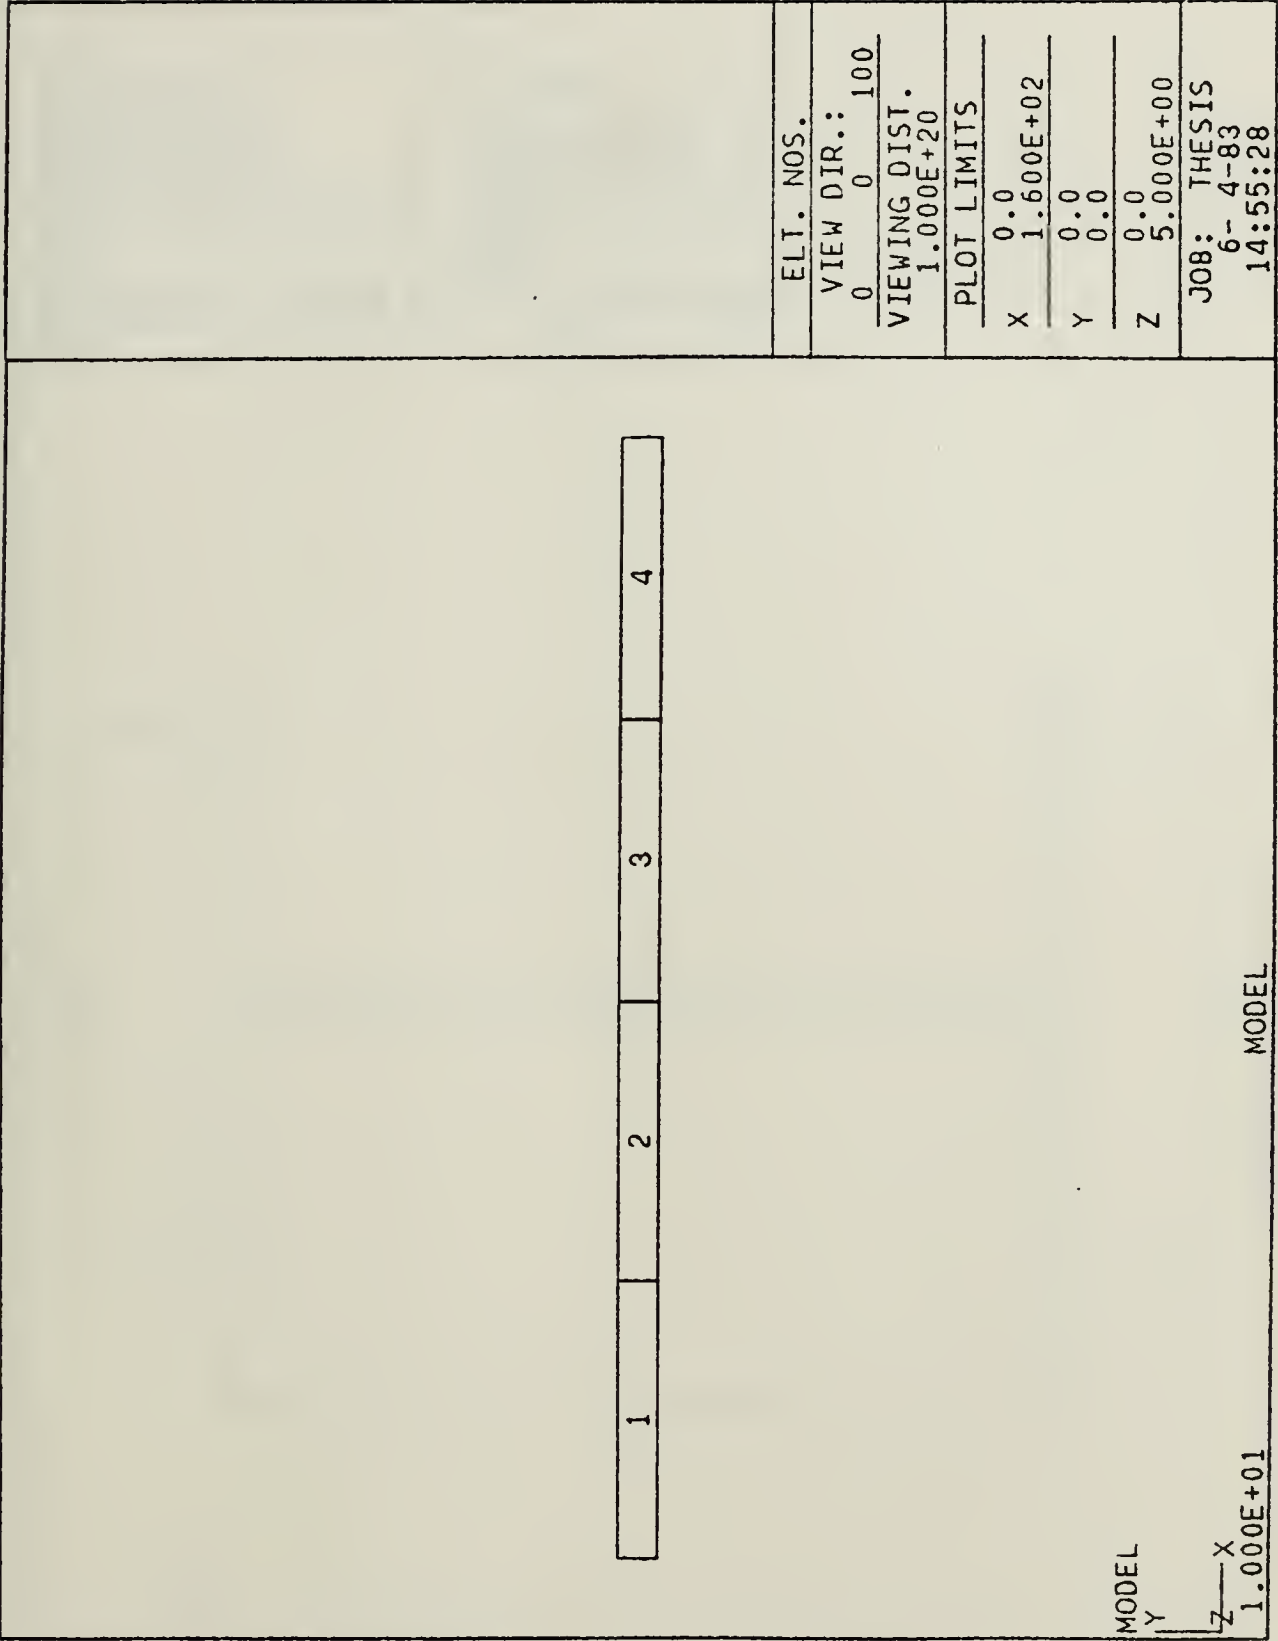 1 2 3 4
MODEL
Y
Z X
1.000E+01
MODEL
ELT. NOS.
VIEW DIR.:
0 0 100
VIEWING DIST.
1.000E+20
PLOT LIMITS
X 0.0
1.600E+02
Y 0.0
0.0
Z 0.0
5.000E+00
JOB: THESIS
6- 4-83
14:55:28